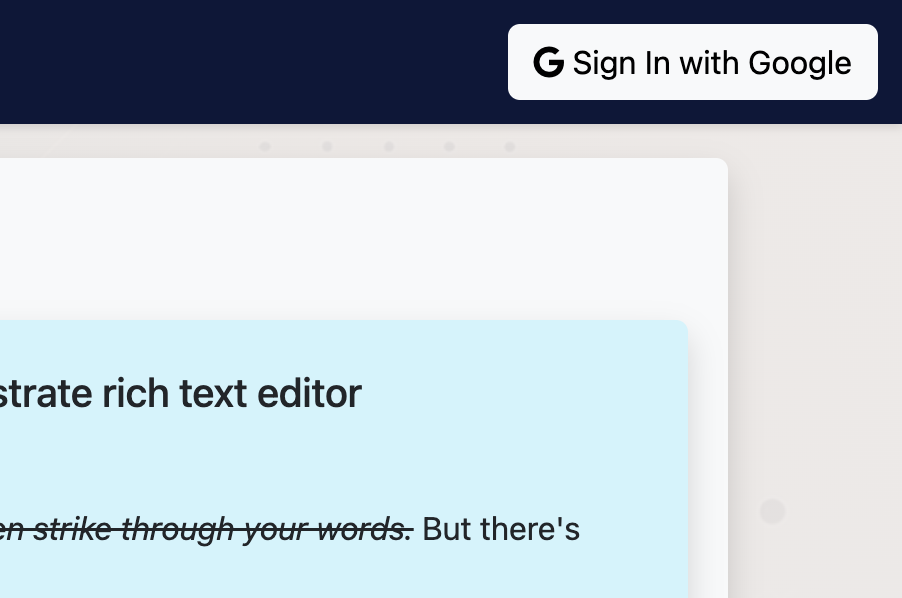 Sign In with Google
strate rich text editor
en strike through your words. But there's